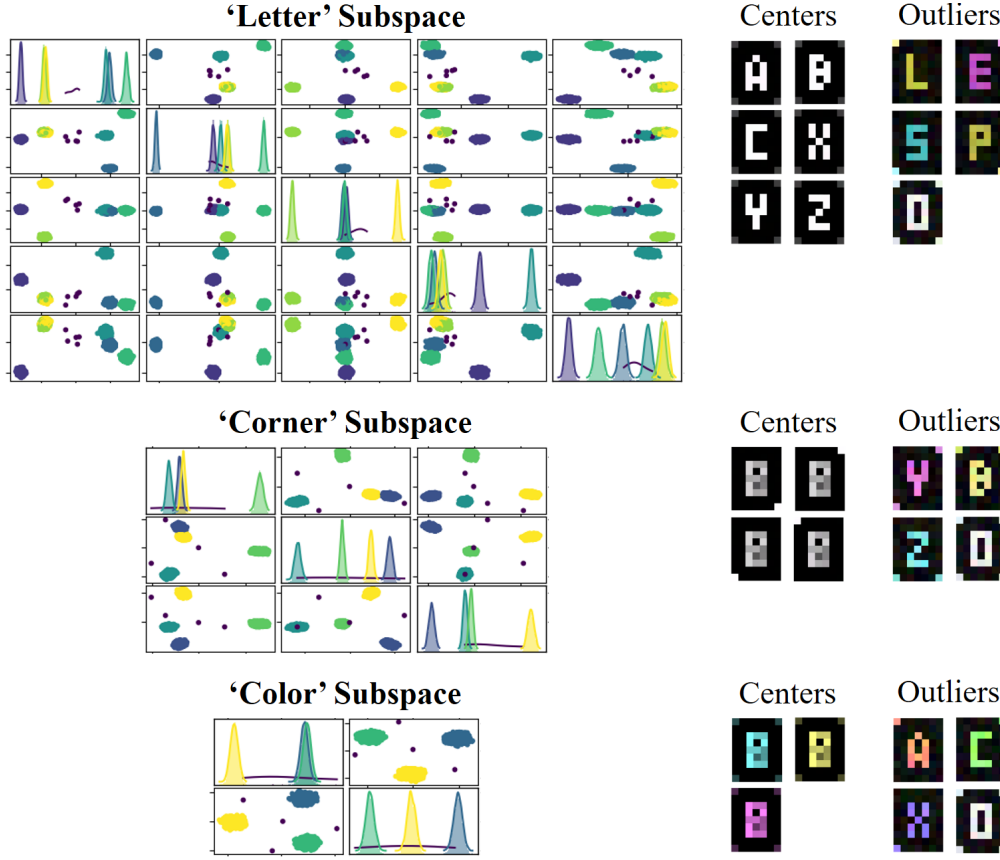 ‘Letter’ Subspace
Centers
Outliers
A B
C X
Y Z
L E
S P
O
‘Corner’ Subspace
Centers
Outliers
Y B
Z O
‘Color’ Subspace
Centers
Outliers
A C
X O